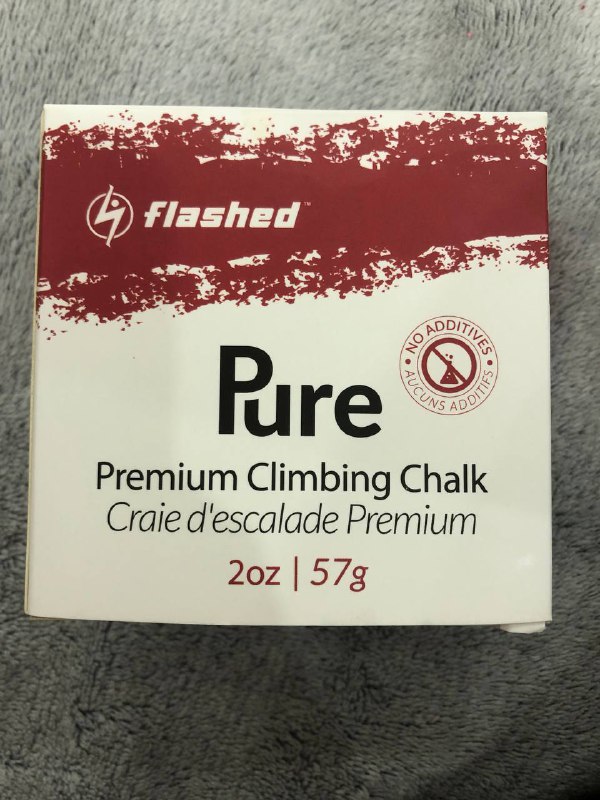 flashed™
NO ADDITIVES
AUCUNS ADDITIFS
Pure
Premium Climbing Chalk
Craie d'escalade Premium
2oz | 57g